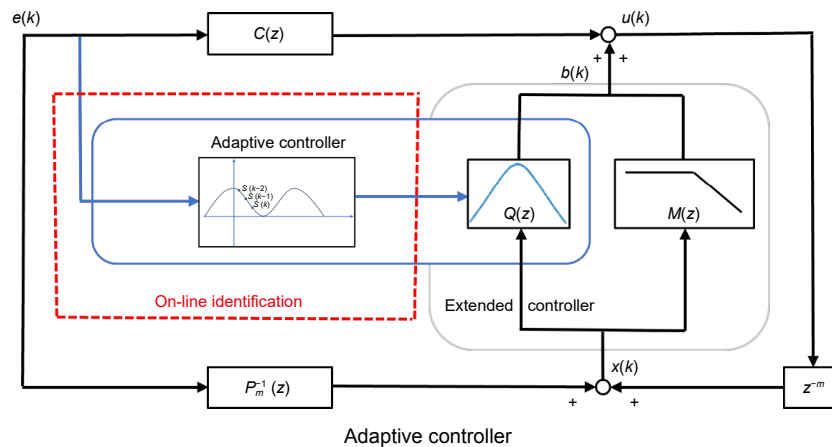 e(k)
C(z)
u(k)
+ +
b(k)
Adaptive controller
S (k−2)
S (k−1)
S (k)
Q(z)
M(z)
On-line identification
Extended controller
x(k)
P_m^{-1} (z)
z^{-m}
+ +
Adaptive controller